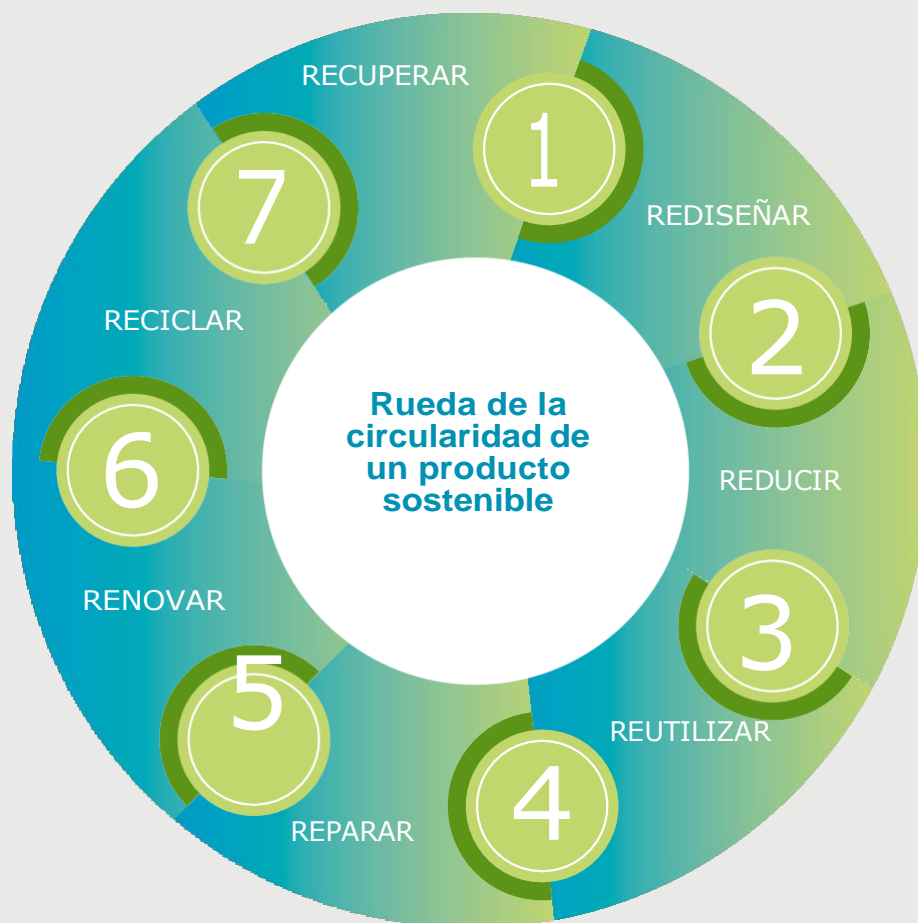 1
REDISEÑAR
2
REDUCIR
3
REUTILIZAR
4
REPARAR
5
RENOVAR
6
RECICLAR
7
RECUPERAR
Rueda de la
circularidad de
un producto
sostenible